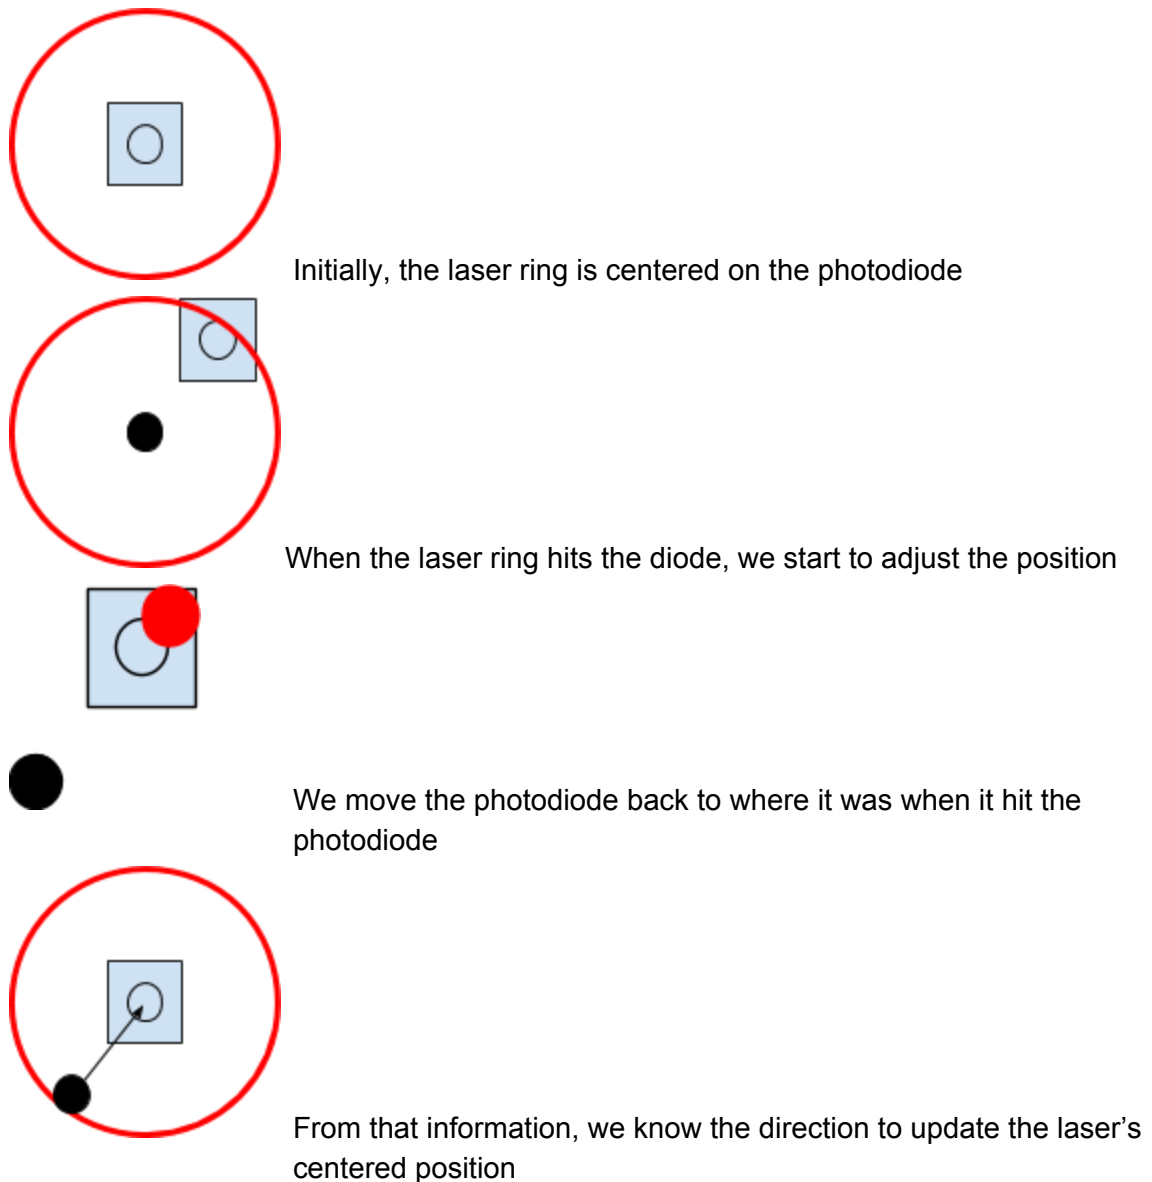 Initially, the laser ring is centered on the photodiode
When the laser ring hits the diode, we start to adjust the position
We move the photodiode back to where it was when it hit the
photodiode
From that information, we know the direction to update the laser’s
centered position